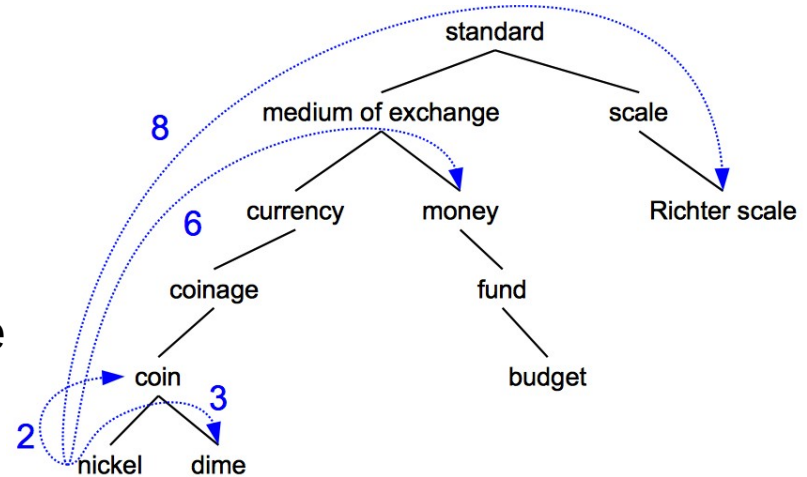 standard
8
medium of exchange
scale
6
currency
money
Richter scale
coinage
fund
e
coin
3
budget
2
nickel
dime